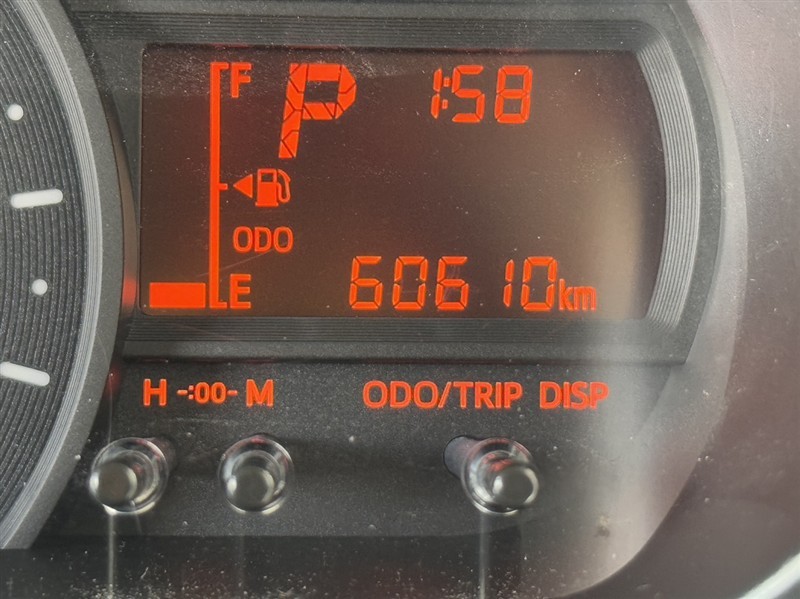 F P 1:58
ODO
E 60610km
H -:00- M ODO/TRIP DISP